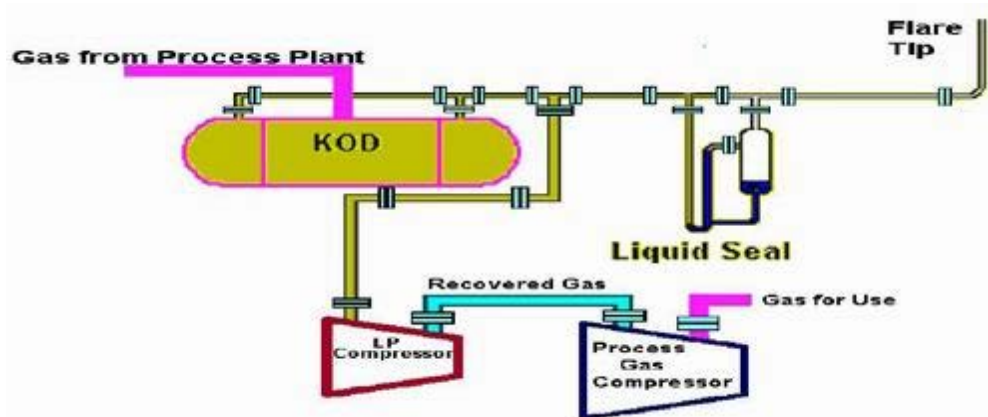 Flare
Tip
Gas from Process Plant
KOD
Liquid Seal
Recovered Gas
Gas for Use
LP
Compressor
Process
Gas
Compressor